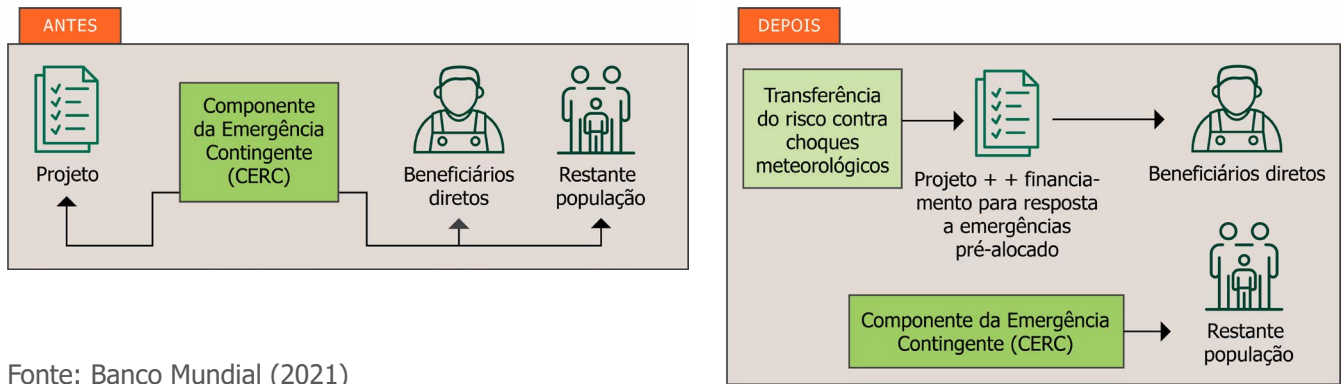 ANTES
Projeto
Componente
da Emergência
Contingente
(CERC)
Beneficiários
diretos
Restante
população
DEPOIS
Transferência
do risco contra
choques
meteorológicos
Projeto + + financia-
mento para resposta
a emergências
pré-alocado
Beneficiários diretos
Componente da Emergência
Contingente (CERC)
Restante
população
Fonte: Banco Mundial (2021)